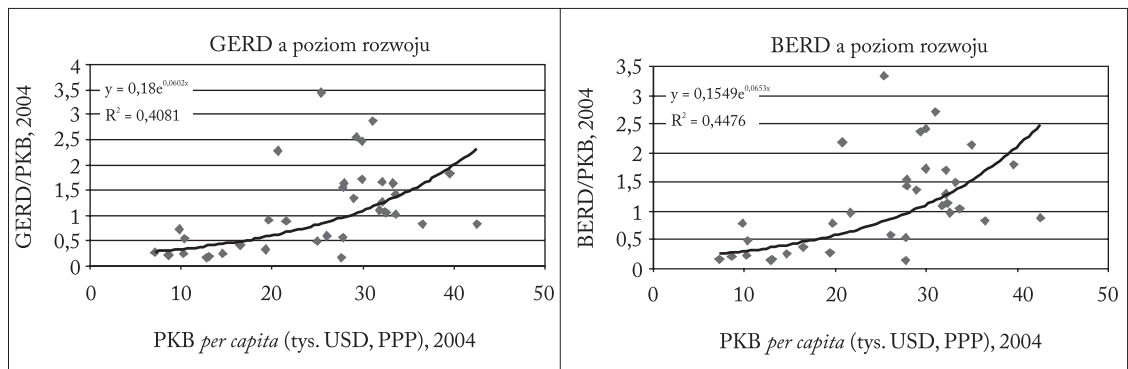 GERD a poziom rozwoju
GERD/PKB, 2004
4
3,5
3
2,5
2
1,5
1
0,5
0
y = 0,18e^0,0602x
R² = 0,4081
0 10 20 30 40 50
PKB per capita (tys. USD, PPP), 2004
BERD a poziom rozwoju
BERD/PKB, 2004
3,5
3
2,5
2
1,5
1
0,5
0
y = 0,1549e^0,0653x
R² = 0,4476
0 10 20 30 40 50
PKB per capita (tys. USD, PPP), 2004